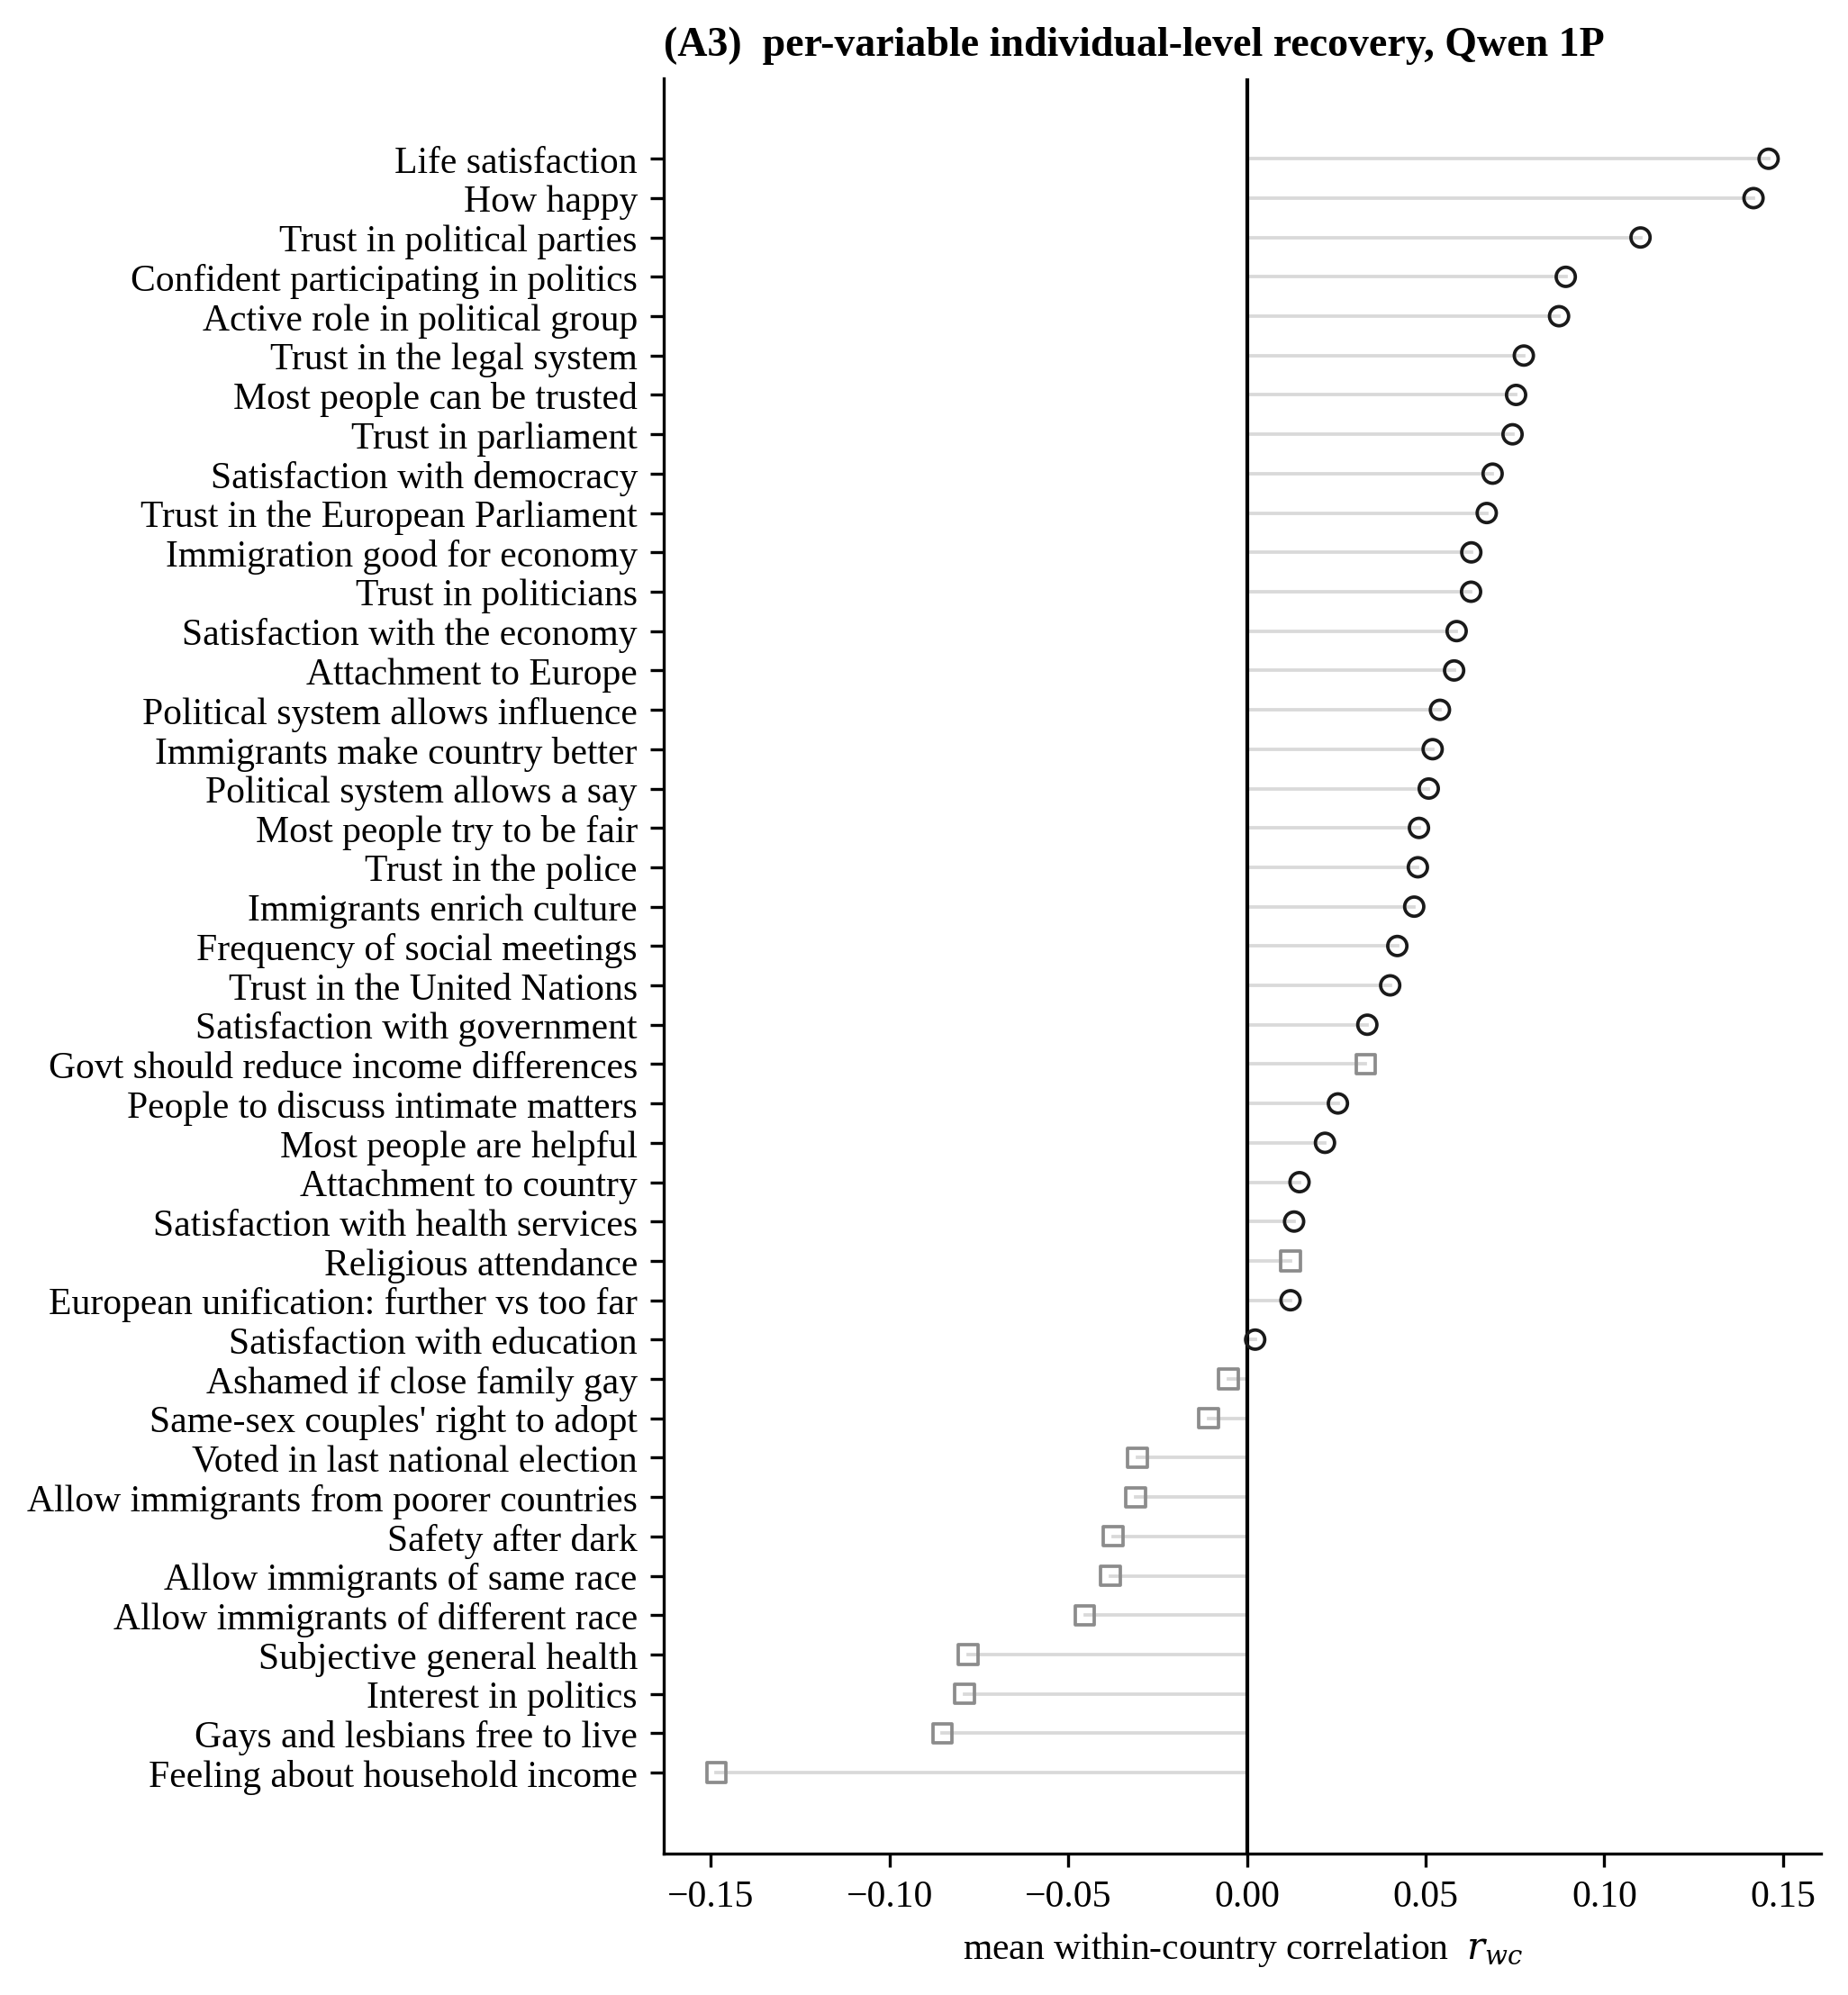 (A3)  per-variable individual-level recovery, Qwen 1P
Life satisfaction
How happy
Trust in political parties
Confident participating in politics
Active role in political group
Trust in the legal system
Most people can be trusted
Trust in parliament
Satisfaction with democracy
Trust in the European Parliament
Immigration good for economy
Trust in politicians
Satisfaction with the economy
Attachment to Europe
Political system allows influence
Immigrants make country better
Political system allows a say
Most people try to be fair
Trust in the police
Immigrants enrich culture
Frequency of social meetings
Trust in the United Nations
Satisfaction with government
Govt should reduce income differences
People to discuss intimate matters
Most people are helpful
Attachment to country
Satisfaction with health services
Religious attendance
European unification: further vs too far
Satisfaction with education
Ashamed if close family gay
Same-sex couples' right to adopt
Voted in last national election
Allow immigrants from poorer countries
Safety after dark
Allow immigrants of same race
Allow immigrants of different race
Subjective general health
Interest in politics
Gays and lesbians free to live
Feeling about household income
−0.15 −0.10 −0.05 0.00 0.05 0.10 0.15
mean within-country correlation r_wc